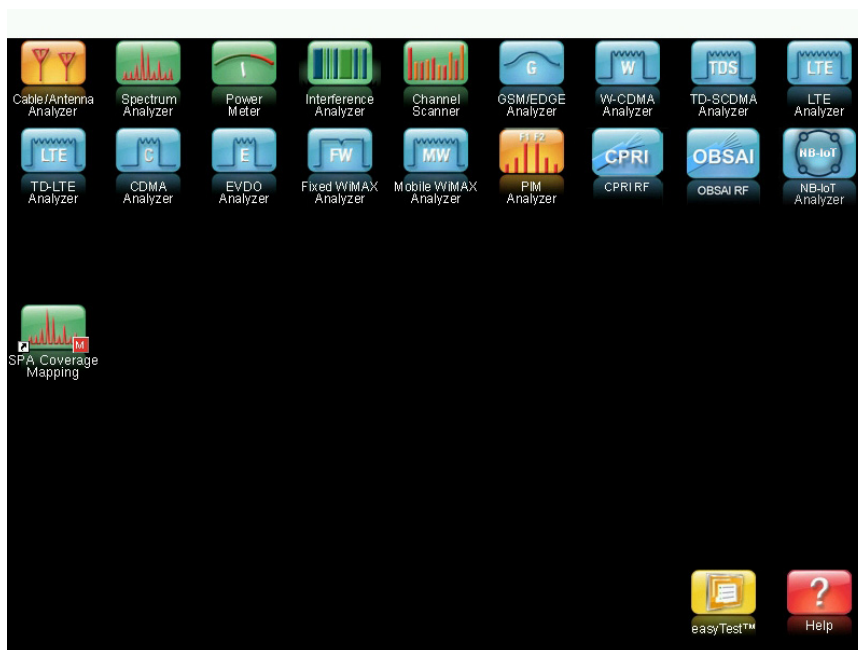 Cable/Antenna
Analyzer
Spectrum
Analyzer
Power
Meter
Interference
Analyzer
Channel
Scanner
G
GSM/EDGE
Analyzer
W
W-CDMA
Analyzer
TDS
TD-SCDMA
Analyzer
LTE
LTE
Analyzer
LTE
TD-LTE
Analyzer
C
CDMA
Analyzer
E
EVDO
Analyzer
FW
Fixed WiMAX
Analyzer
MW
Mobile WiMAX
Analyzer
F1 F2
PIM
Analyzer
CPRI
CPRI RF
OBSAI
OBSAI RF
NB-IoT
NB-IoT
Analyzer
M
SPA Coverage
Mapping
easyTest™
?
Help